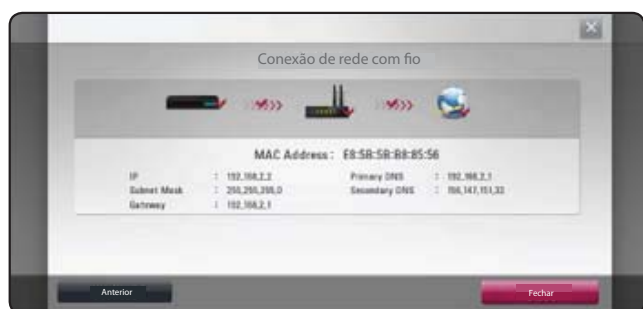 Conexão de rede com fio
MAC Address : E8:5B:5B:B8:85:56
IP : 192,168,2,2 Primary DNS : 192,168,2,1
Subnet Mask : 255,255,255,0 Secondary DNS : 156,147,151,33
Gateway : 192,168,2,1
Anterior Fechar